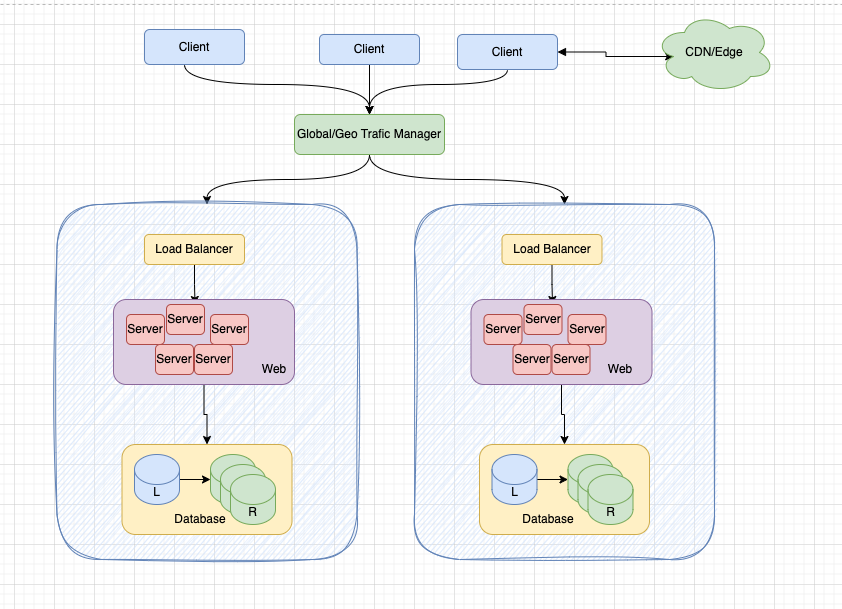 Client
Client
Client
CDN/Edge
Global/Geo Trafic Manager
Load Balancer
Server
Server
Server
Server
Server
Web
L
R
Database
Load Balancer
Server
Server
Server
Server
Server
Web
L
R
Database